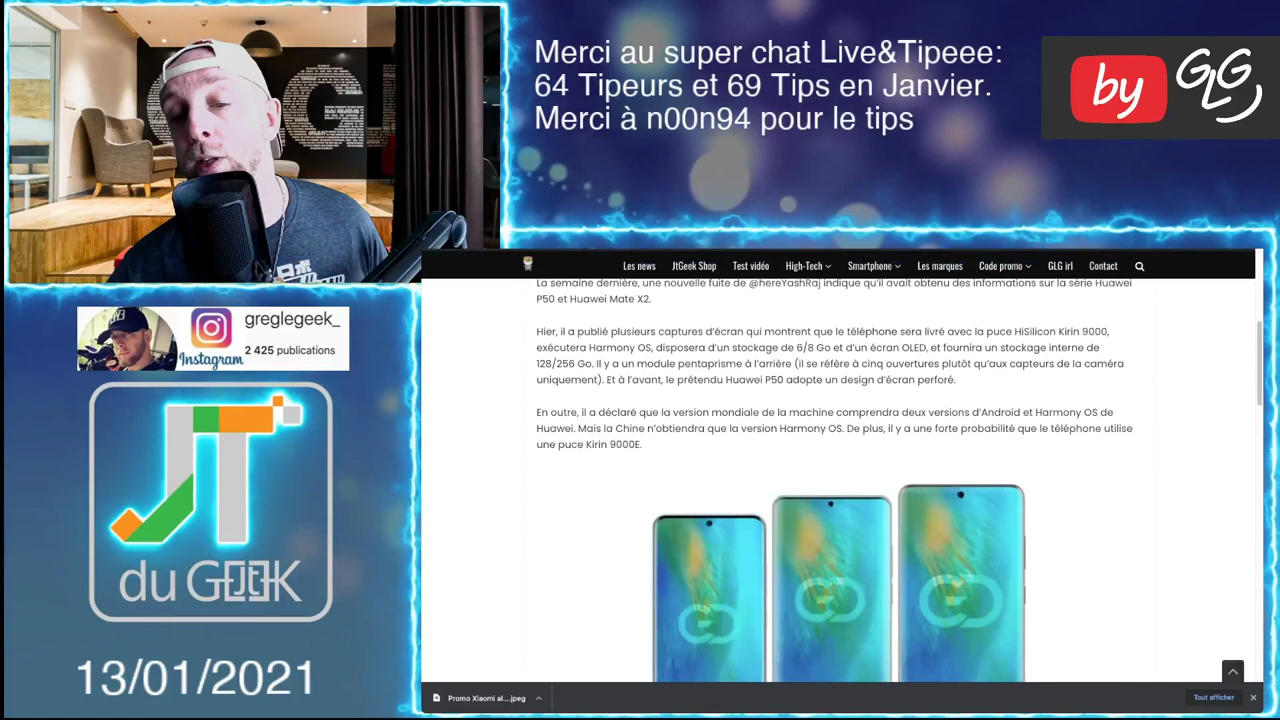 Merci au super chat Live&Tipeee:
64 Tipeurs et 69 Tips en Janvier.
Merci à n00n94 pour le tips
by GLG
greglegeek_
2 425 publications
Instagram
JT
du GEEK
13/01/2021
Les news JtGeek Shop Test vidéo High-Tech Smartphone Les marques Code promo GLG irl Contact
La semaine dernière, une nouvelle fuite de @hereYashRaj indique qu'il avait obtenu des informations sur la série Huawei
P50 et Huawei Mate X2.
Hier, il a publié plusieurs captures d'écran qui montrent que le téléphone sera livré avec la puce HiSilicon Kirin 9000,
exécutera Harmony OS, disposera d'un stockage de 6/8 Go et d'un écran OLED, et fournira un stockage interne de
128/256 Go. Il y a un module pentaprisme à l'arrière (il se réfère à cinq ouvertures plutôt qu'aux capteurs de la caméra
uniquement). Et à l'avant, le prétendu Huawei P50 adopte un design d'écran perforé.
En outre, il a déclaré que la version mondiale de la machine comprendra deux versions d'Android et Harmony OS de
Huawei. Mais la Chine n'obtiendra que la version Harmony OS. De plus, il y a une forte probabilité que le téléphone utilise
une puce Kirin 9000E.
Promo Xiaomi al....jpeg
Tout afficher